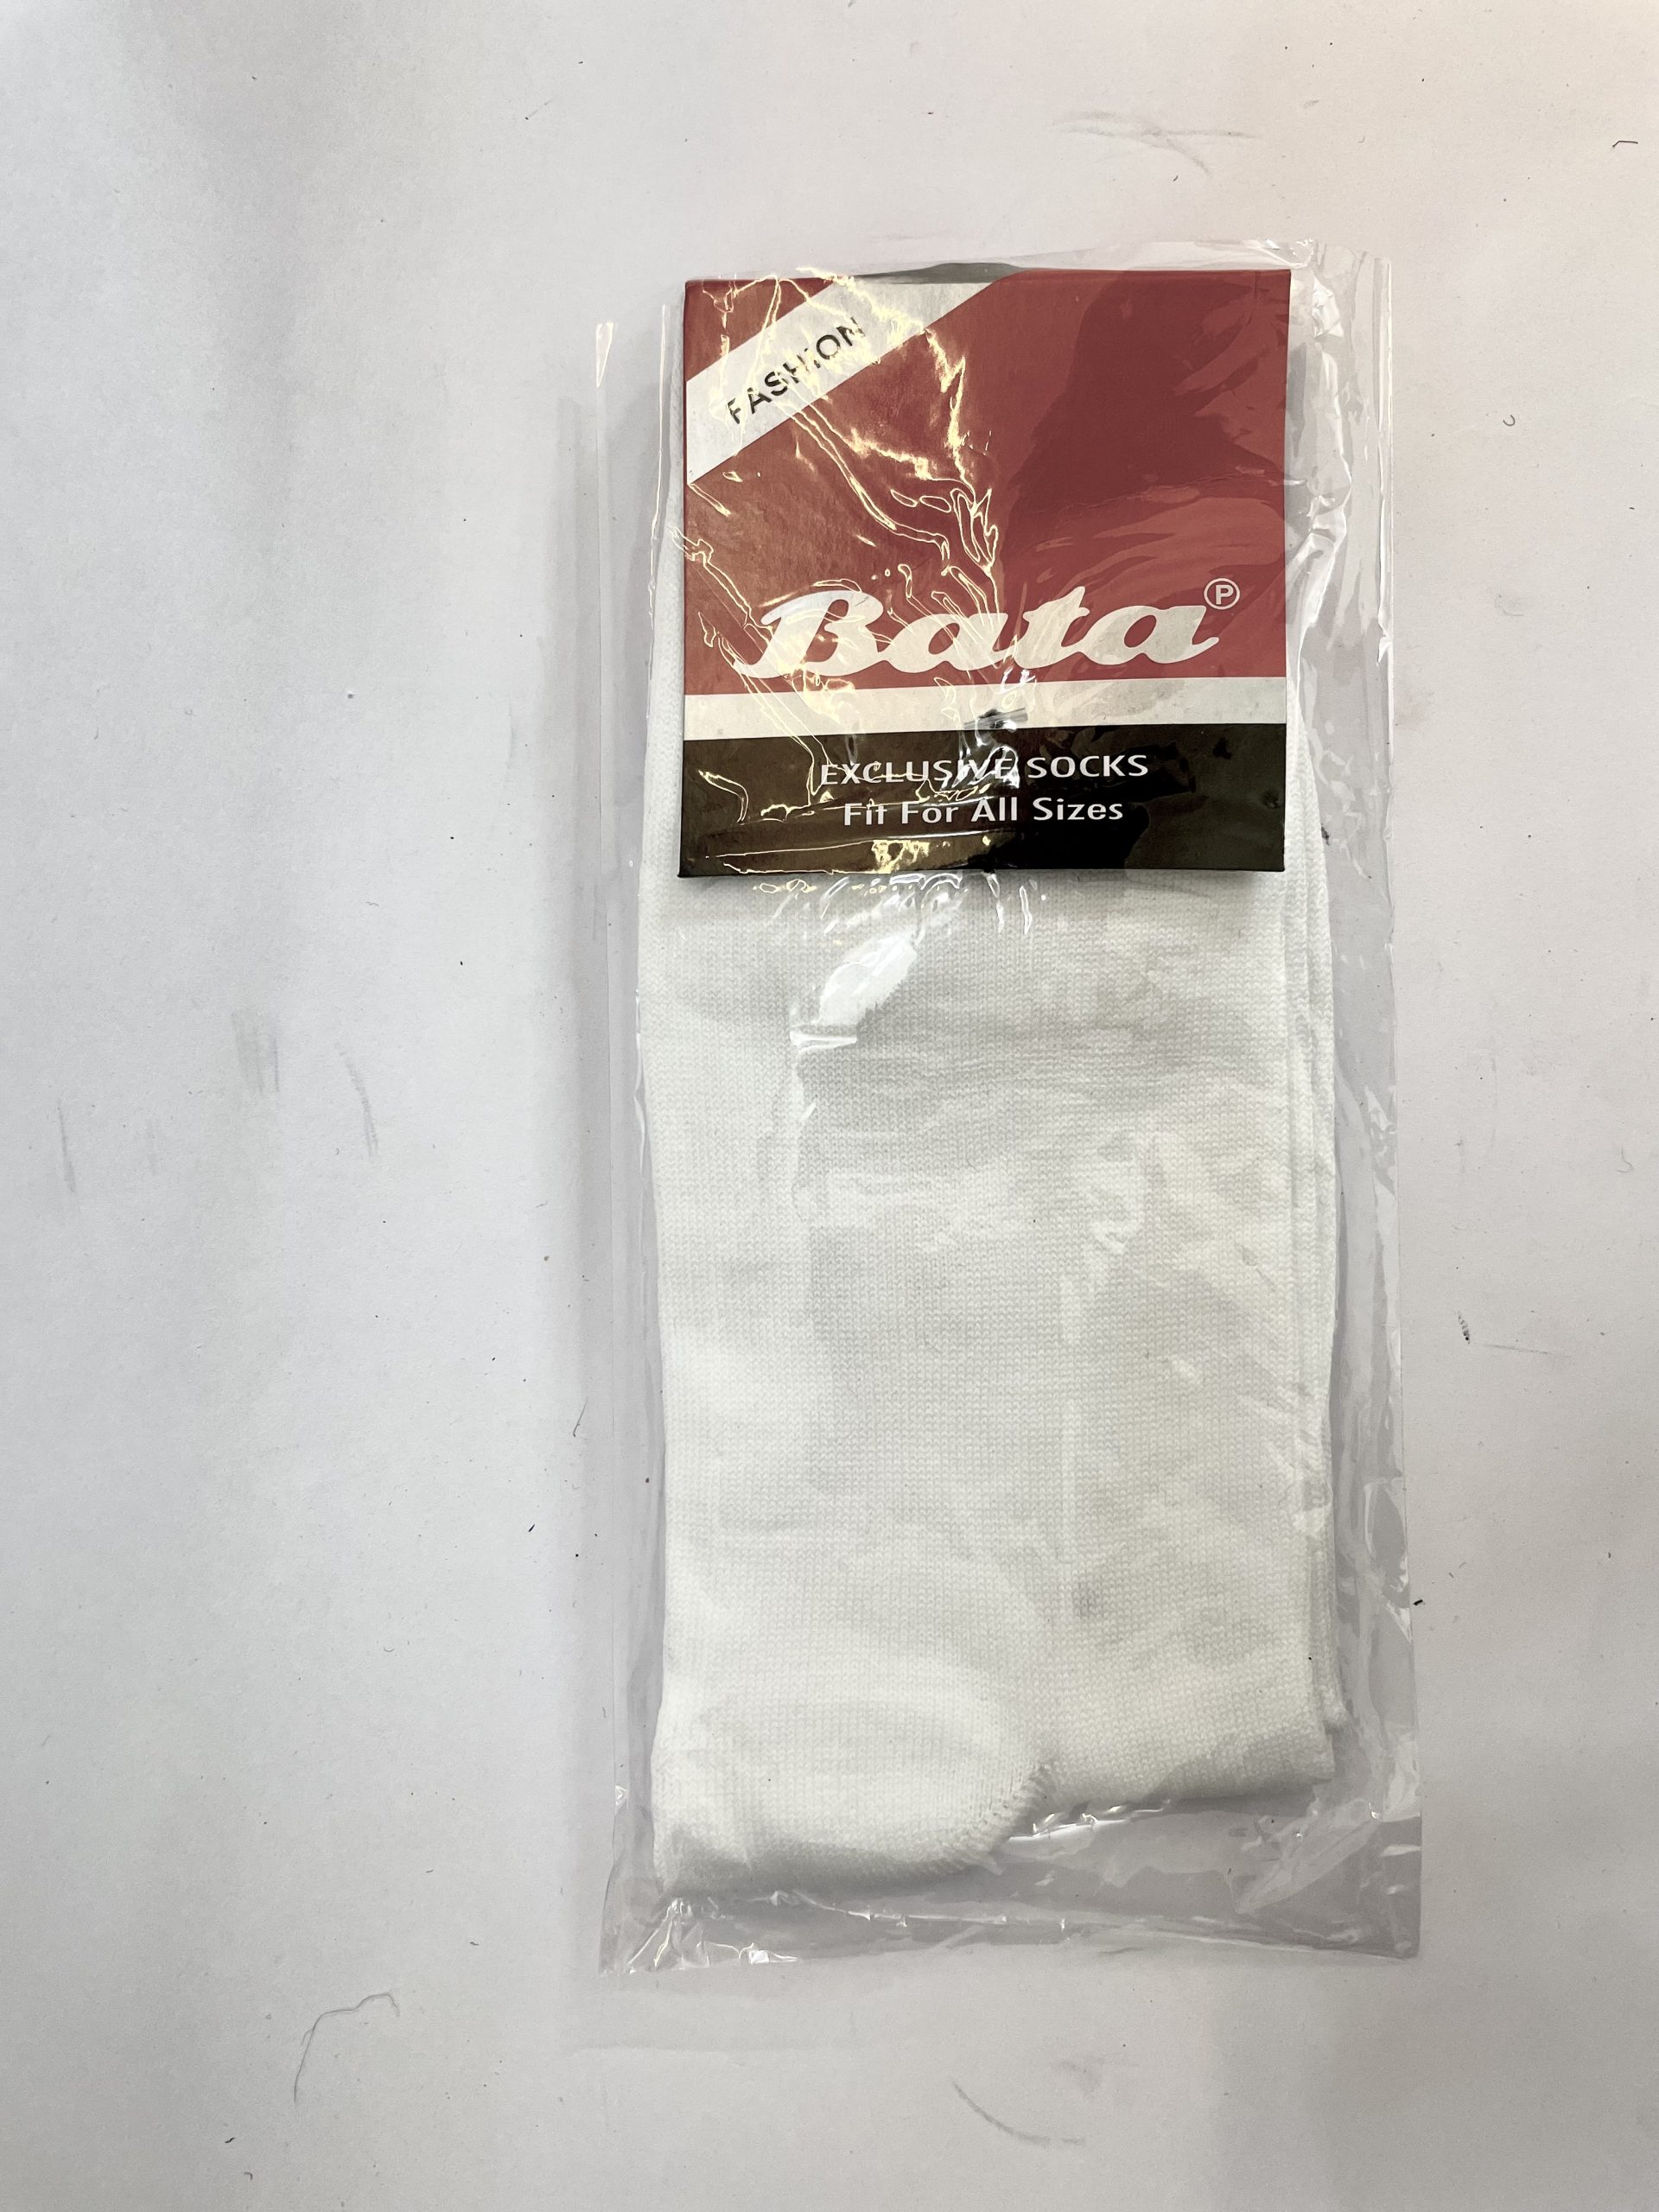 FASHION
Bata Ⓟ
EXCLUSIVE SOCKS
Fit For All Sizes